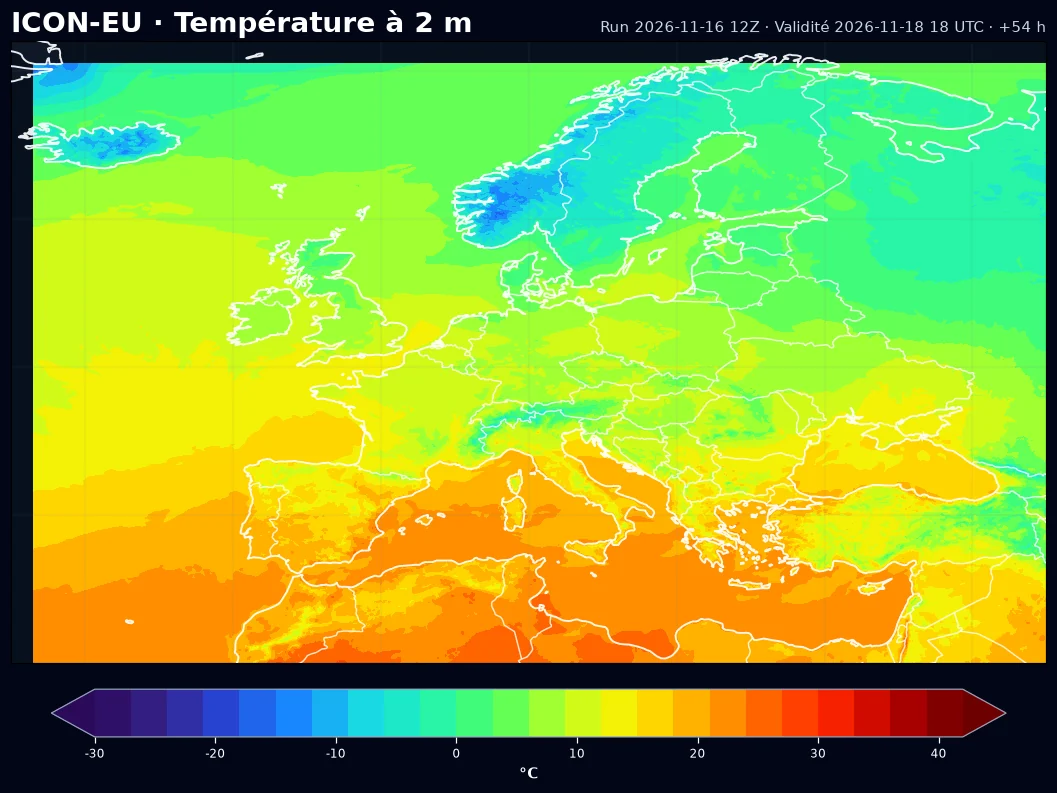 ICON-EU · Température à 2 m
Run 2026-11-16 12Z · Validité 2026-11-18 18 UTC · +54 h
-30 -20 -10 0 10 20 30 40
°C